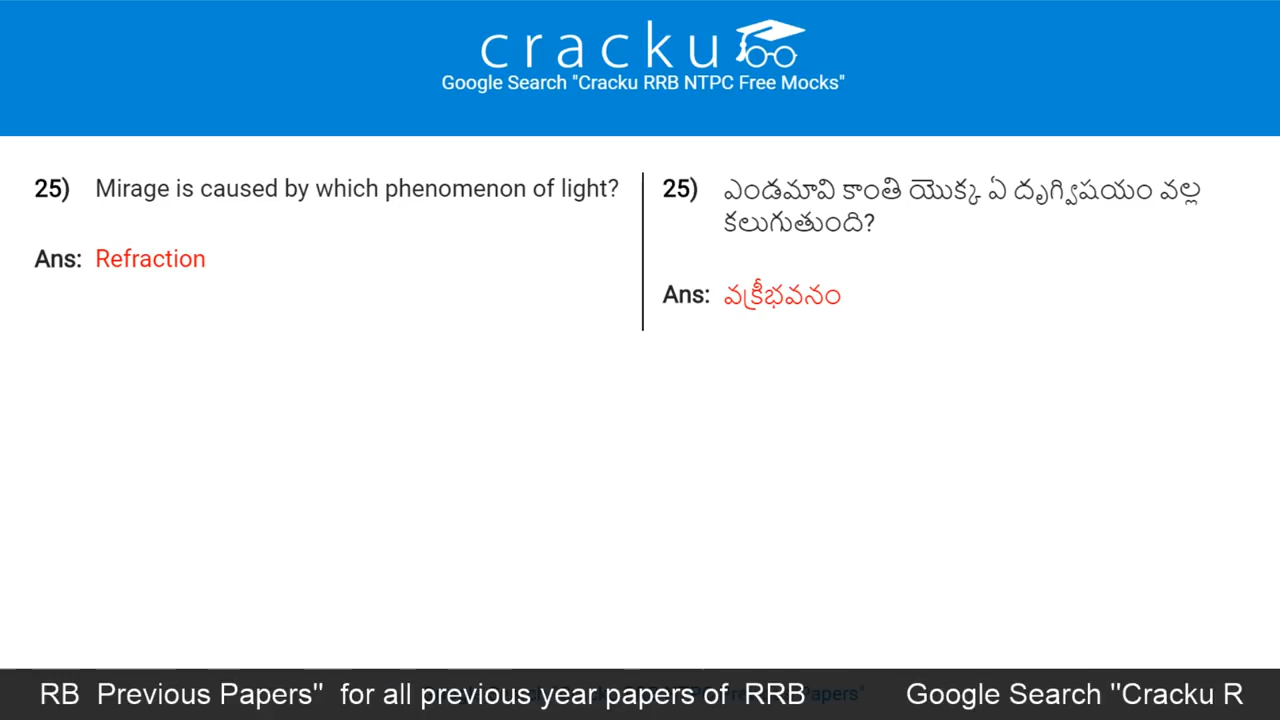 cracku
Google Search "Cracku RRB NTPC Free Mocks"
25) Mirage is caused by which phenomenon of light?
Ans: Refraction
25) ఎండమావి కాంతి యొక్క ఏ దృగ్విషయం వల్ల
కలుగుతుంది?
Ans: వక్రీభవనం
RB Previous Papers" for all previous year papers of RRB Google Search "Cracku R